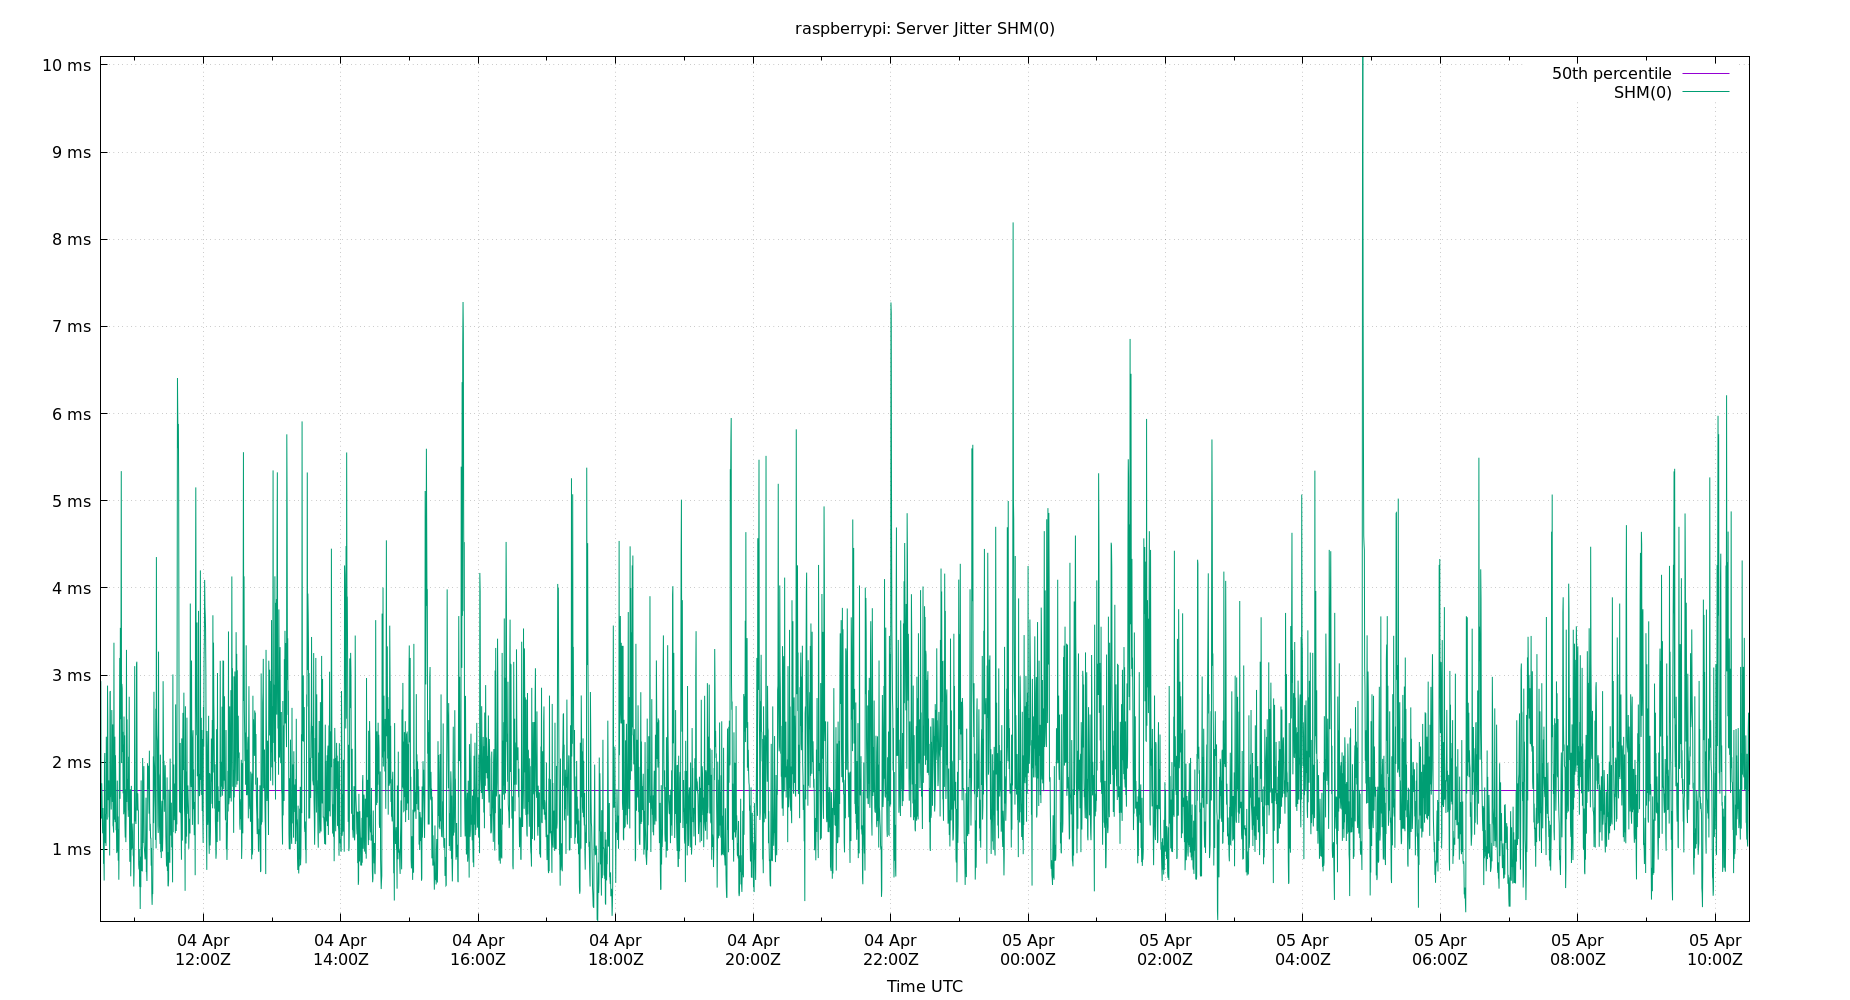 raspberrypi: Server Jitter SHM(0)
50th percentile
SHM(0)
10 ms
9 ms
8 ms
7 ms
6 ms
5 ms
4 ms
3 ms
2 ms
1 ms
04 Apr 04 Apr 04 Apr 04 Apr 04 Apr 04 Apr 05 Apr 05 Apr 05 Apr 05 Apr 05 Apr 05 Apr
12:00Z 14:00Z 16:00Z 18:00Z 20:00Z 22:00Z 00:00Z 02:00Z 04:00Z 06:00Z 08:00Z 10:00Z
Time UTC